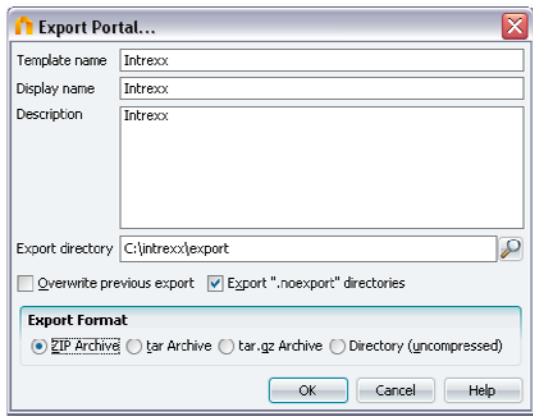 Export Portal...
Template name Intrexx
Display name Intrexx
Description Intrexx
Export directory C:\intrexx\export
Overwrite previous export Export ".noexport" directories
Export Format
ZIP Archive tar Archive tar.gz Archive Directory (uncompressed)
OK Cancel Help